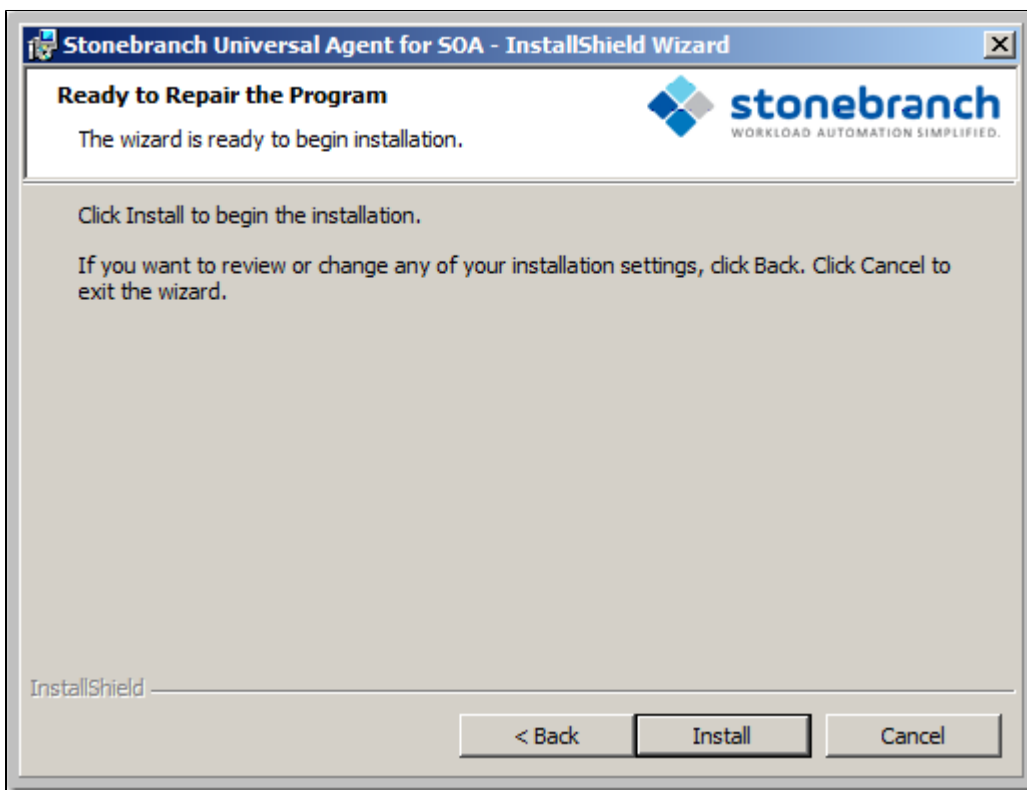 Stonebranch Universal Agent for SOA - InstallShield Wizard
Ready to Repair the Program
The wizard is ready to begin installation.
stonebranch
WORKLOAD AUTOMATION SIMPLIFIED.
Click Install to begin the installation.
If you want to review or change any of your installation settings, click Back. Click Cancel to
exit the wizard.
InstallShield
< Back
Install
Cancel